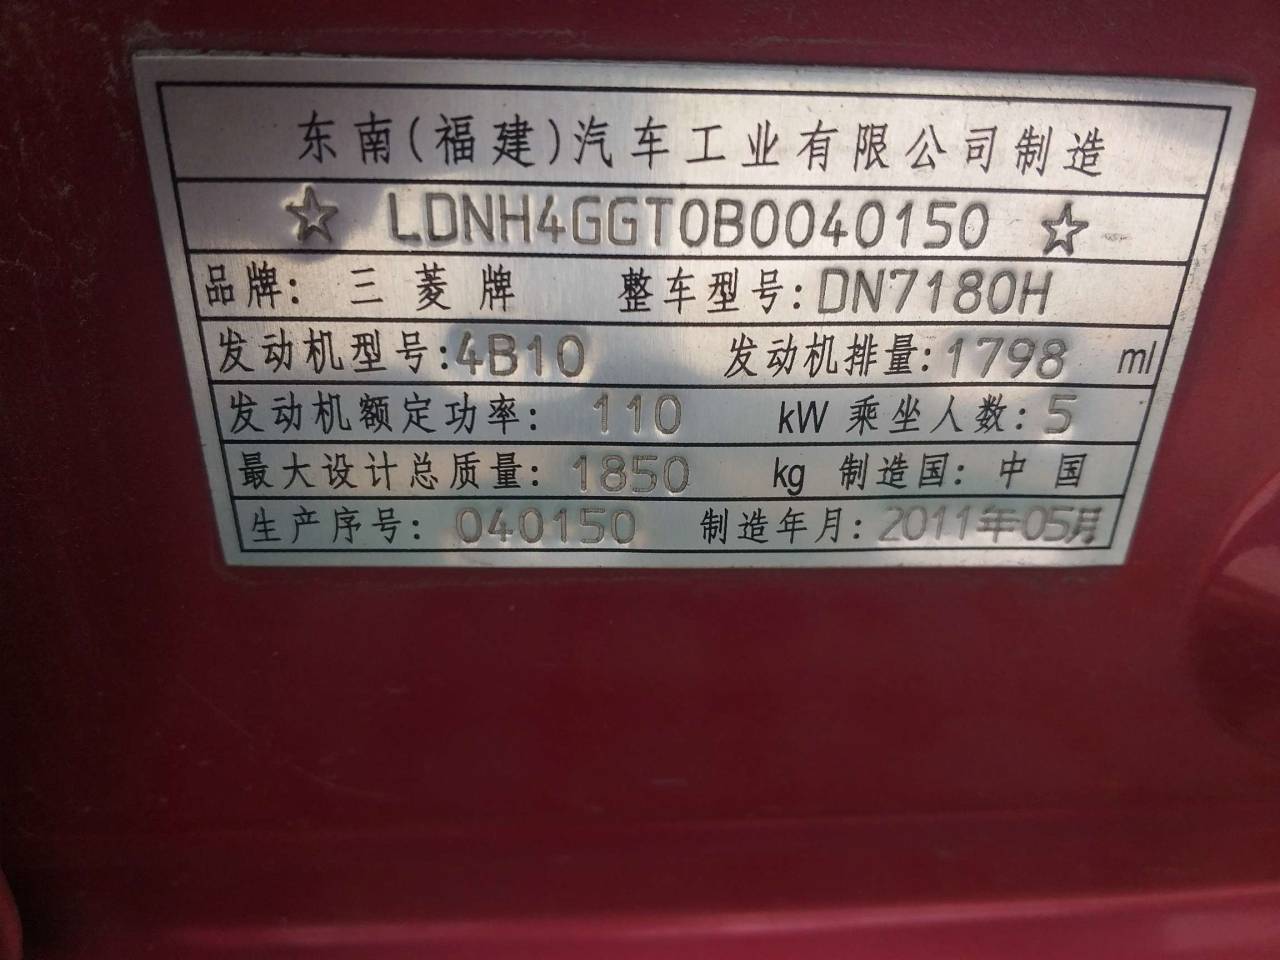 东南(福建)汽车工业有限公司制造
☆ LDNH4GGT0B0040150 ☆
品牌: 三菱牌 整车型号:DN7180H
发动机型号:4B10 发动机排量:1798 ml
发动机额定功率: 110 kW 乘坐人数:5
最大设计总质量: 1850 kg 制造国: 中国
生产序号: 040150 制造年月:2011年05月